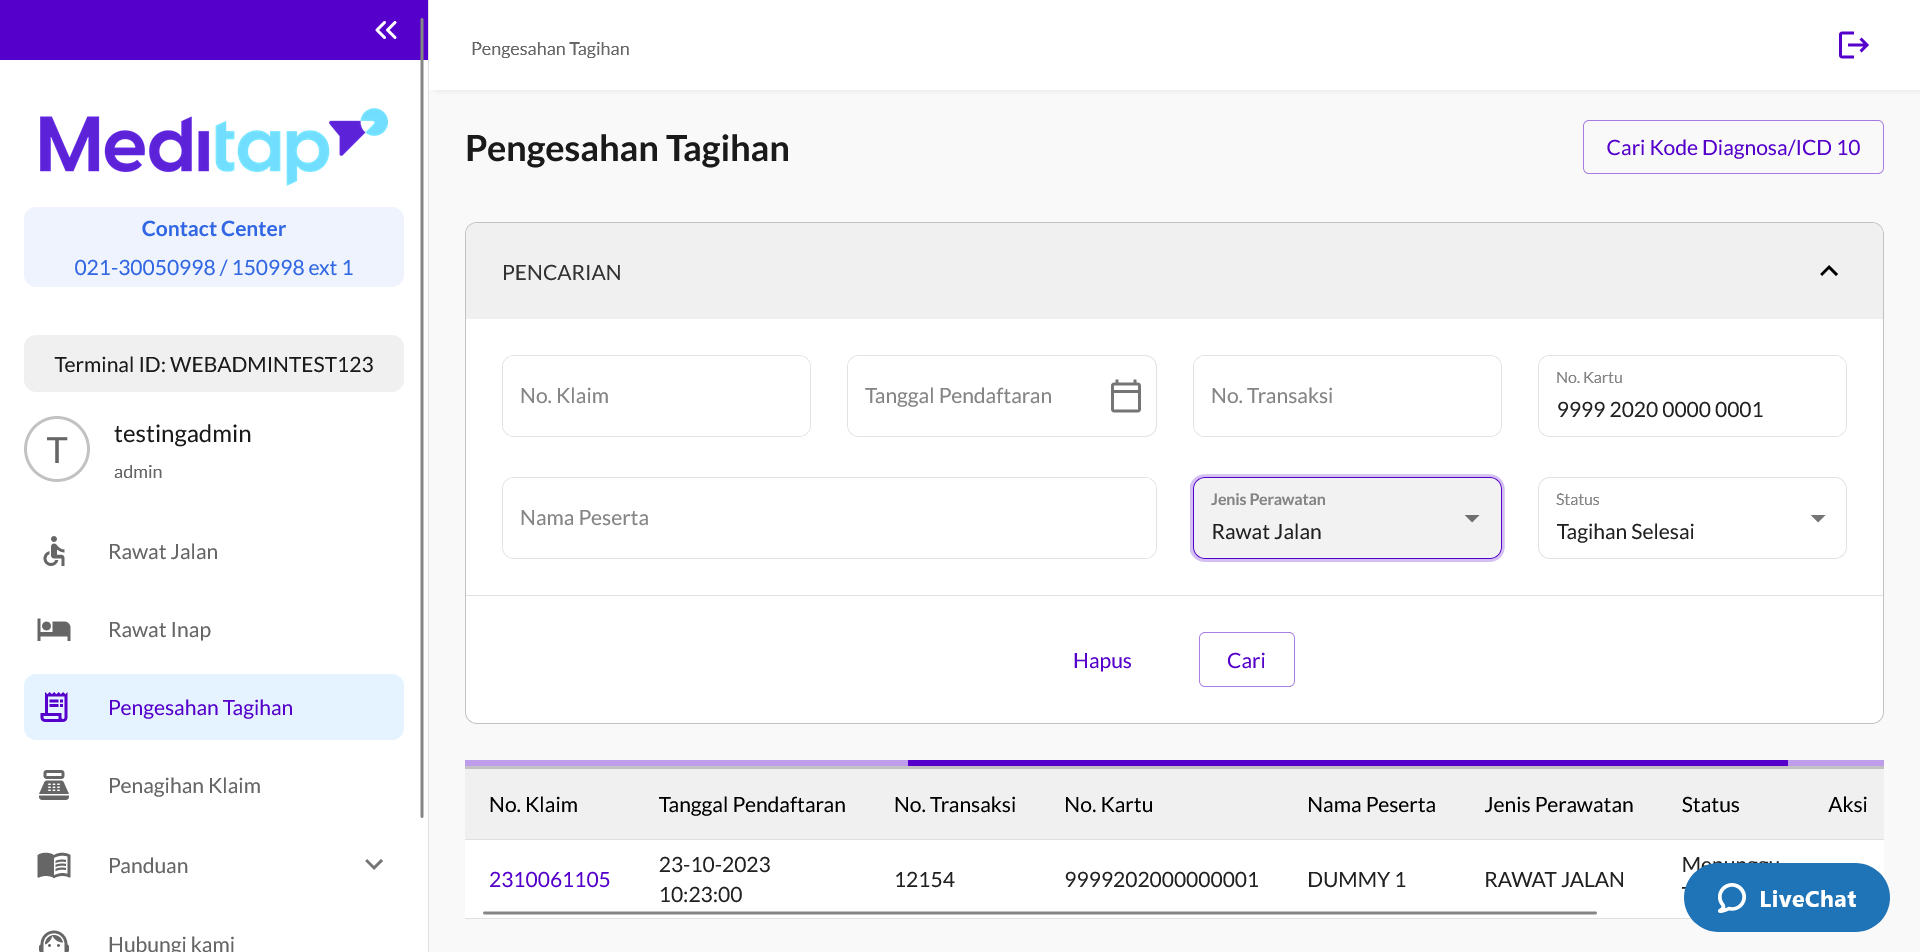 Pengesahan Tagihan
Meditap
Contact Center
021-30050998 / 150998 ext 1
Terminal ID: WEBADMINTEST123
T
testingadmin
admin
Rawat Jalan
Rawat Inap
Pengesahan Tagihan
Penagihan Klaim
Panduan
Hubungi kami
Pengesahan Tagihan
Cari Kode Diagnosa/ICD 10
PENCARIAN
No. Klaim
Tanggal Pendaftaran
No. Transaksi
No. Kartu
9999 2020 0000 0001
Nama Peserta
Jenis Perawatan
Rawat Jalan
Status
Tagihan Selesai
Hapus
Cari
No. Klaim Tanggal Pendaftaran No. Transaksi No. Kartu Nama Peserta Jenis Perawatan Status Aksi
2310061105 23-10-2023 10:23:00 12154 9999202000000001 DUMMY 1 RAWAT JALAN
LiveChat